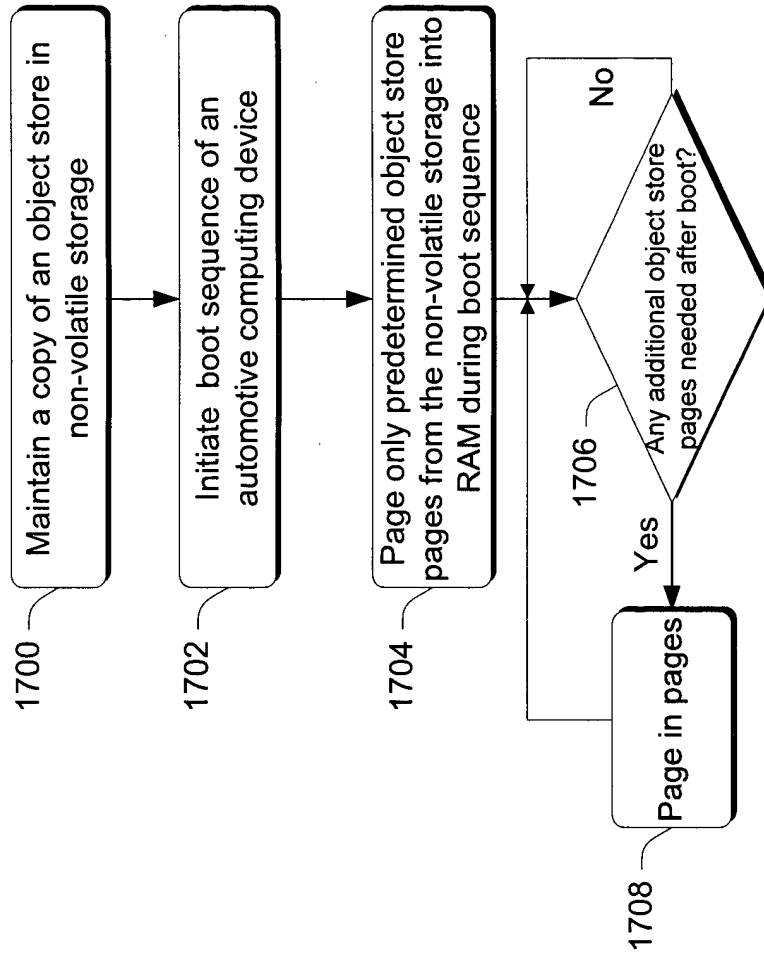 1700
Maintain a copy of an object store in
non-volatile storage
1702
Initiate boot sequence of an
automotive computing device
1704
Page only predetermined object store
pages from the non-volatile storage into
RAM during boot sequence
1706
Any additional object store
pages needed after boot?
No
Yes
1708
Page in pages